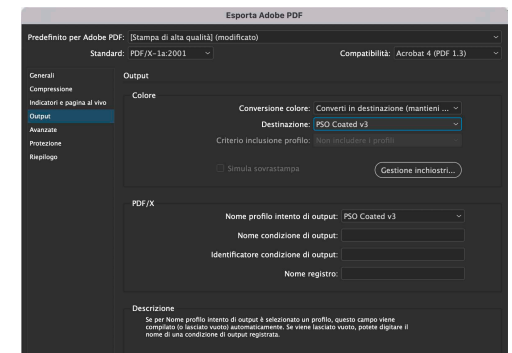 Esporta Adobe PDF
Predefinito per Adobe PDF: [Stampa di alta qualità] (modificato)
Standard: PDF/X-1a:2001 Compatibilità: Acrobat 4 (PDF 1.3)
Generali
Compressione
Indicatori e pagina al vivo
Output
Avanzate
Protezione
Riepilogo
Output
Colore
Conversione colore: Converti in destinazione (mantieni ...
Destinazione: PSO Coated v3
Criterio inclusione profilo: Non includere i profili
Simula sovrastampa Gestione inchiostri...
PDF/X
Nome profilo intento di output: PSO Coated v3
Nome condizione di output:
Identificatore condizione di output:
Nome registro:
Descrizione
Se per Nome profilo intento di output è selezionato un profilo, questo campo viene
compilato (o lasciato vuoto) automaticamente. Se viene lasciato vuoto, potete digitare il
nome di una condizione di output registrata.